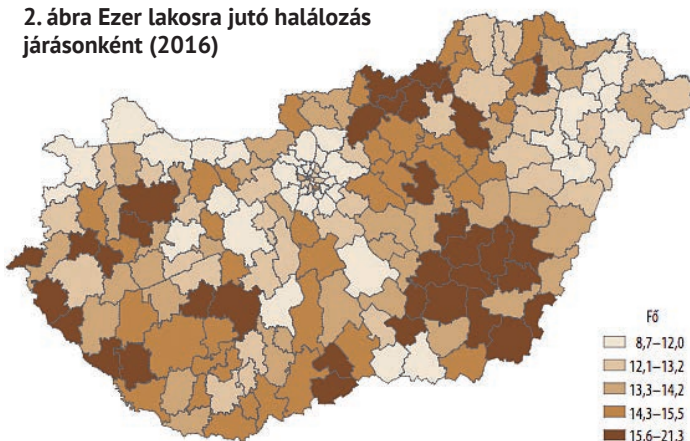 2. ábra Ezer lakosra jutó halálozás
járásonként (2016)
Fő
8,7–12,0
12,1–13,2
13,3–14,2
14,3–15,5
15,6–21,3